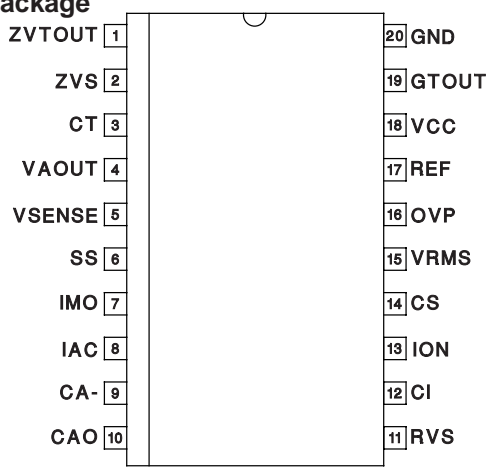 ackage
ZVTOUT 1
ZVS 2
CT 3
VAOUT 4
VSENSE 5
SS 6
IMO 7
IAC 8
CA- 9
CAO 10
20 GND
19 GTOUT
18 VCC
17 REF
16 OVP
15 VRMS
14 CS
13 ION
12 CI
11 RVS